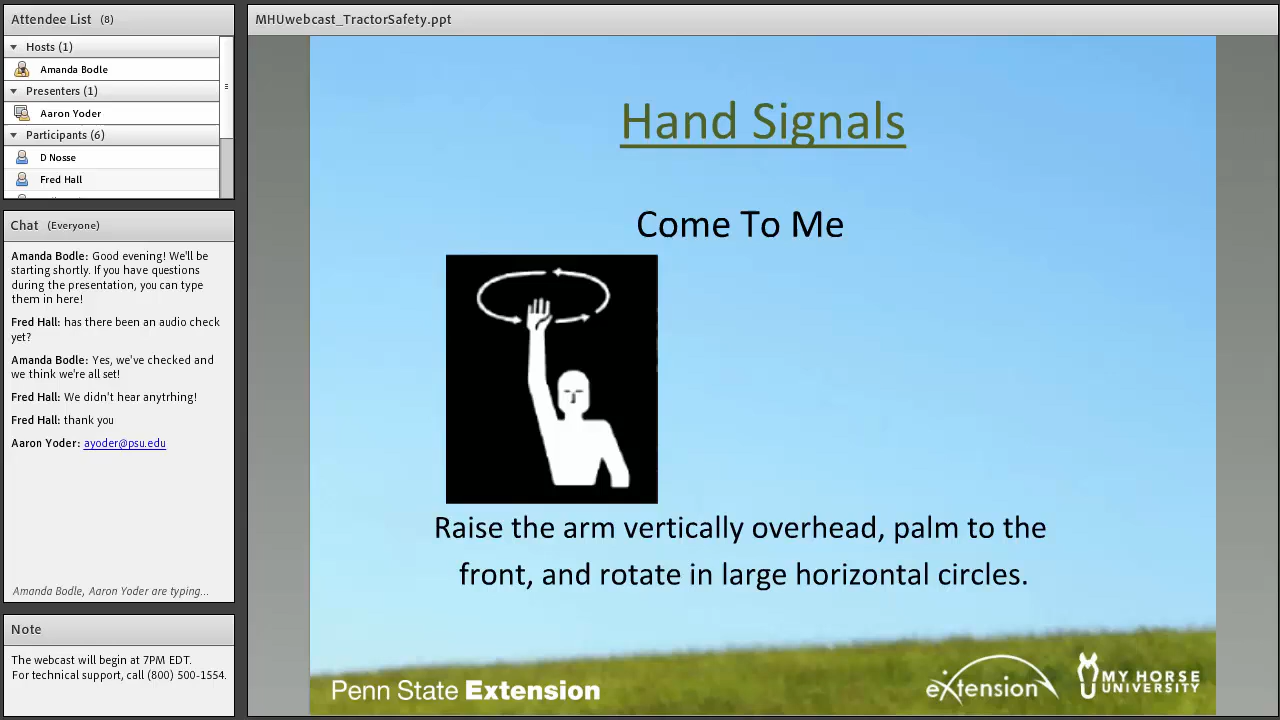 Attendee List (8)
Hosts (1)
Amanda Bodle
Presenters (1)
Aaron Yoder
Participants (6)
D Nosse
Fred Hall
Chat (Everyone)
Amanda Bodle: Good evening! We'll be
starting shortly. If you have questions
during the presentation, you can type
them in here!
Fred Hall: has there been an audio check
yet?
Amanda Bodle: Yes, we've checked and
we think we're all set!
Fred Hall: We didn't hear anytrhing!
Fred Hall: thank you
Aaron Yoder: ayoder@psu.edu
Amanda Bodle, Aaron Yoder are typing...
Note
The webcast will begin at 7PM EDT.
For technical support, call (800) 500-1554.
MHUwebcast_TractorSafety.ppt
Hand Signals
Come To Me
Raise the arm vertically overhead, palm to the
front, and rotate in large horizontal circles.
Penn State Extension
eXtension
MY HORSE
UNIVERSITY